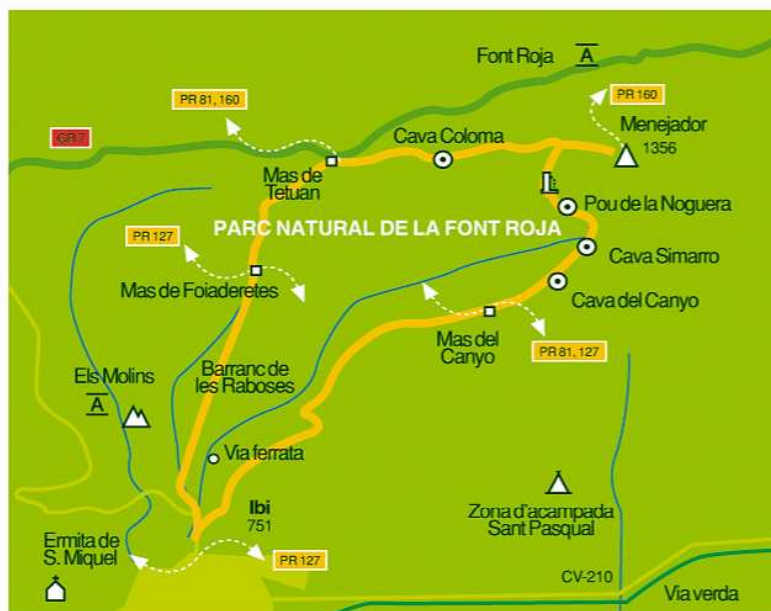 Font Roja A
PR 81, 160
PR 160
GR 7
Cava Coloma
Menejador
1356
Mas de
Tetuan
Pou de la Noguera
PARC NATURAL DE LA FONT ROJA
PR 127
Cava Simarro
Mas de Foiaderetes
Cava del Canyo
Mas del
Canyo
PR 81, 127
Barranc de
les Raboses
Els Molins
A
Via ferrata
Ibi
751
Zona d'acampada
Sant Pasqual
Ermita de
S. Miquel
PR 127
CV-210
Via verda